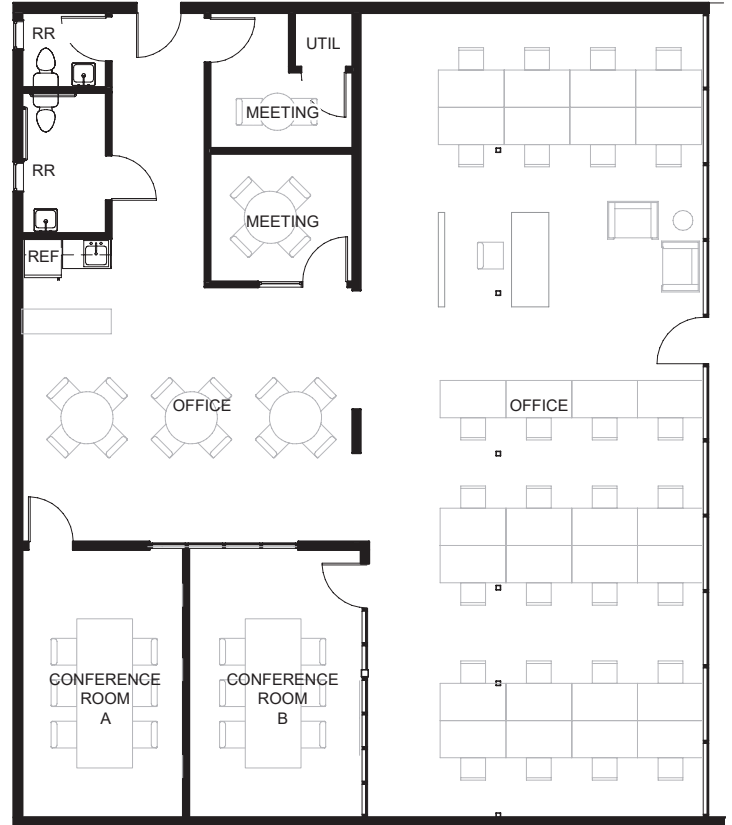 RR
UTIL
MEETING
RR
MEETING
REF
OFFICE
OFFICE
CONFERENCE
ROOM
A
CONFERENCE
ROOM
B